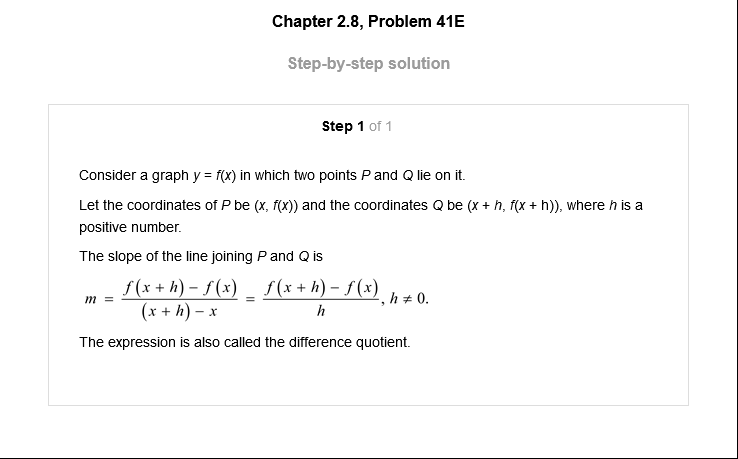 Chapter 2.8, Problem 41E
Step-by-step solution
Step 1 of 1
Consider a graph y = f(x) in which two points P and Q lie on it.
Let the coordinates of P be (x, f(x)) and the coordinates Q be (x + h, f(x + h)), where h is a
positive number.
The slope of the line joining P and Q is
m = \frac{f(x + h) − f(x)}{(x + h) − x} = \frac{f(x + h) − f(x)}{h}, h ≠ 0.
The expression is also called the difference quotient.